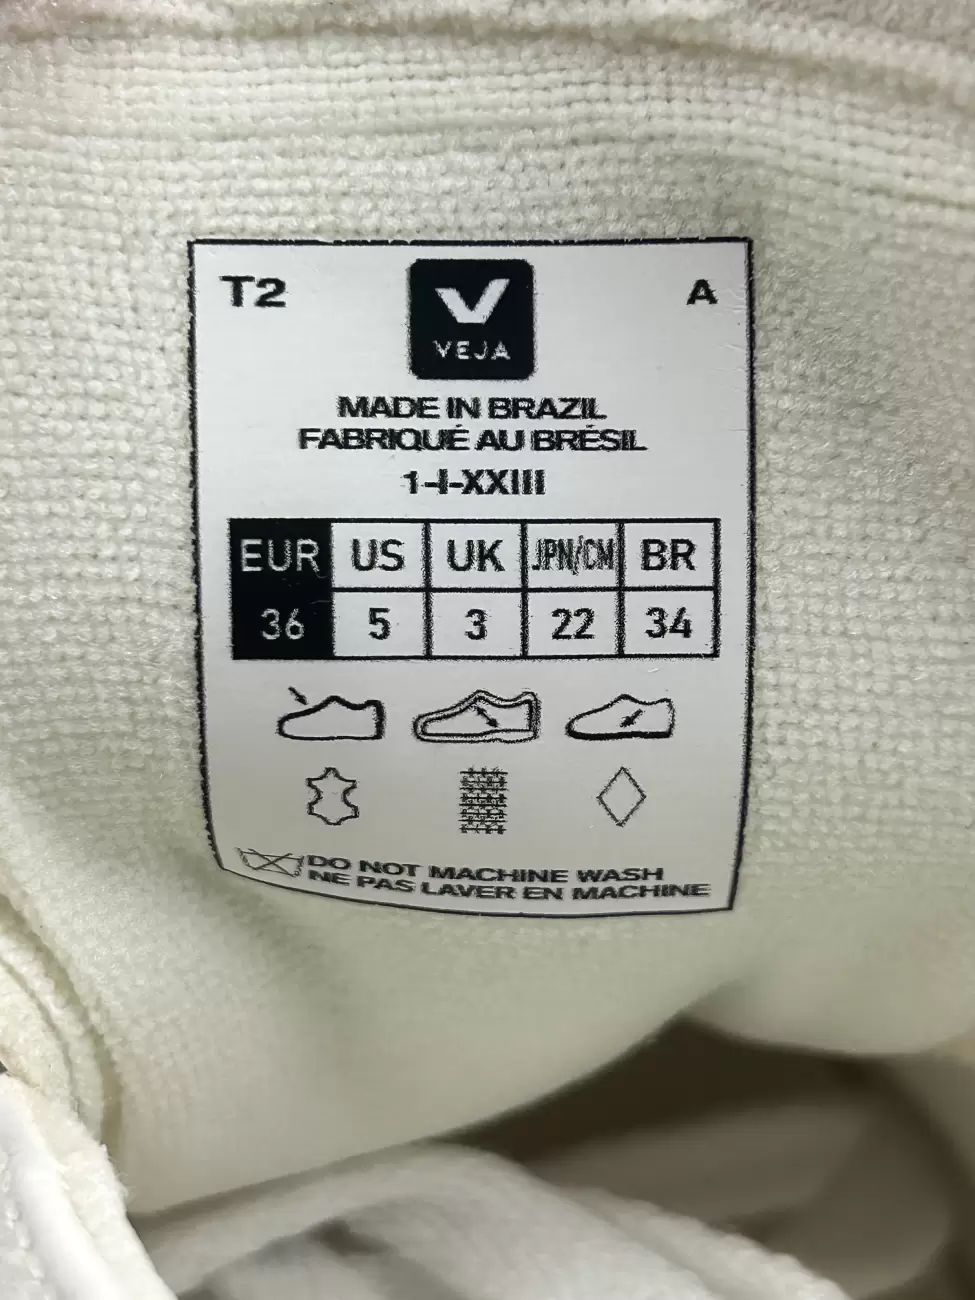 T2
A
VEJA
MADE IN BRAZIL
FABRIQUÉ AU BRÉSIL
1-I-XXIII
EUR US UK JPN/CM BR
36 5 3 22 34
DO NOT MACHINE WASH
NE PAS LAVER EN MACHINE